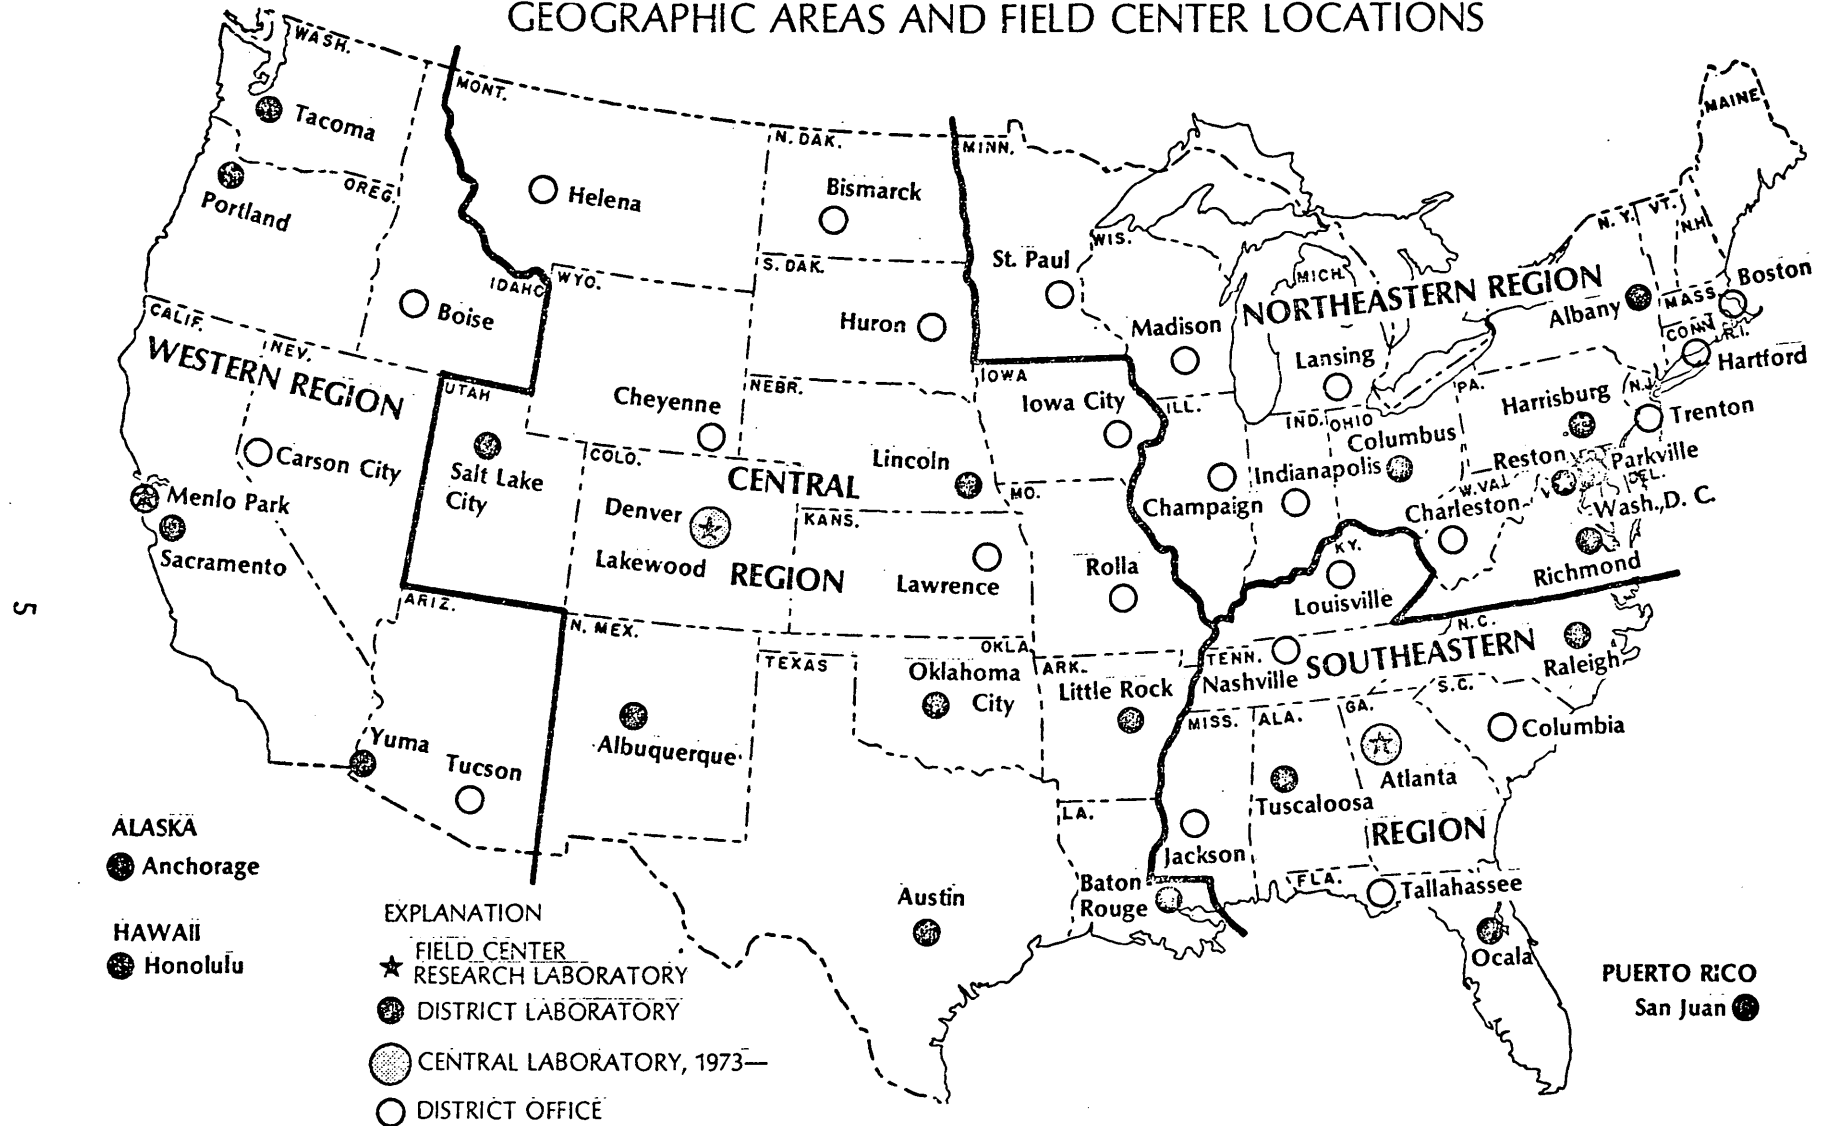 GEOGRAPHIC AREAS AND FIELD CENTER LOCATIONS
WASH.
Tacoma
OREG.
Portland
MONT.
Helena
IDAHO
Boise
WYO.
Cheyenne
N. DAK.
Bismarck
S. DAK.
Huron
MINN.
St. Paul
WIS.
Madison
MICH.
Lansing
NORTHEASTERN REGION
MAINE
N. Y.
VT.
N.H.
Albany
MASS.
Boston
CONN
R.I.
Hartford
CALIF.
NEV.
WESTERN REGION
Carson City
Menlo Park
Sacramento
UTAH
Salt Lake
City
COLO.
Denver
Lakewood
CENTRAL
REGION
NEBR.
Lincoln
KANS.
Lawrence
IOWA
Iowa City
MO.
Rolla
ILL.
Champaign
IND.
Indianapolis
OHIO
Columbus
PA.
Harrisburg
N.J.
Trenton
Reston
Parkville
DEL.
W.VA.
Charleston
V
Wash., D. C.
Richmond
KY.
Louisville
5
ARIZ.
Yuma
Tucson
N. MEX.
Albuquerque
TEXAS
Austin
OKLA.
Oklahoma
City
ARK.
Little Rock
LA.
Baton
Rouge
TENN.
Nashville
N.C.
SOUTHEASTERN
REGION
Raleigh
S.C.
Columbia
MISS.
Jackson
ALA.
Tuscaloosa
GA.
Atlanta
FLA.
Tallahassee
Ocala
PUERTO RICO
San Juan
ALASKA
Anchorage
HAWAII
Honolulu
EXPLANATION
FIELD CENTER
RESEARCH LABORATORY
DISTRICT LABORATORY
CENTRAL LABORATORY, 1973—
DISTRICT OFFICE